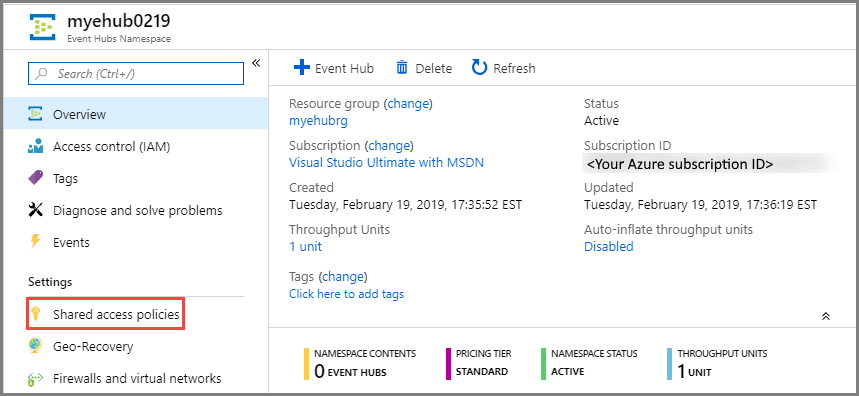 myehub0219
Event Hubs Namespace
Search (Ctrl+/)
«
Overview
Access control (IAM)
Tags
Diagnose and solve problems
Events
Settings
Shared access policies
Geo-Recovery
Firewalls and virtual networks
Event Hub Delete Refresh
Resource group (change)
myehubrg
Status
Active
Subscription (change)
Visual Studio Ultimate with MSDN
Subscription ID
<Your Azure subscription ID>
Created
Tuesday, February 19, 2019, 17:35:52 EST
Updated
Tuesday, February 19, 2019, 17:36:19 EST
Throughput Units
1 unit
Auto-inflate throughput units
Disabled
Tags (change)
Click here to add tags
NAMESPACE CONTENTS
0 EVENT HUBS
PRICING TIER
STANDARD
NAMESPACE STATUS
ACTIVE
THROUGHPUT UNITS
1 UNIT